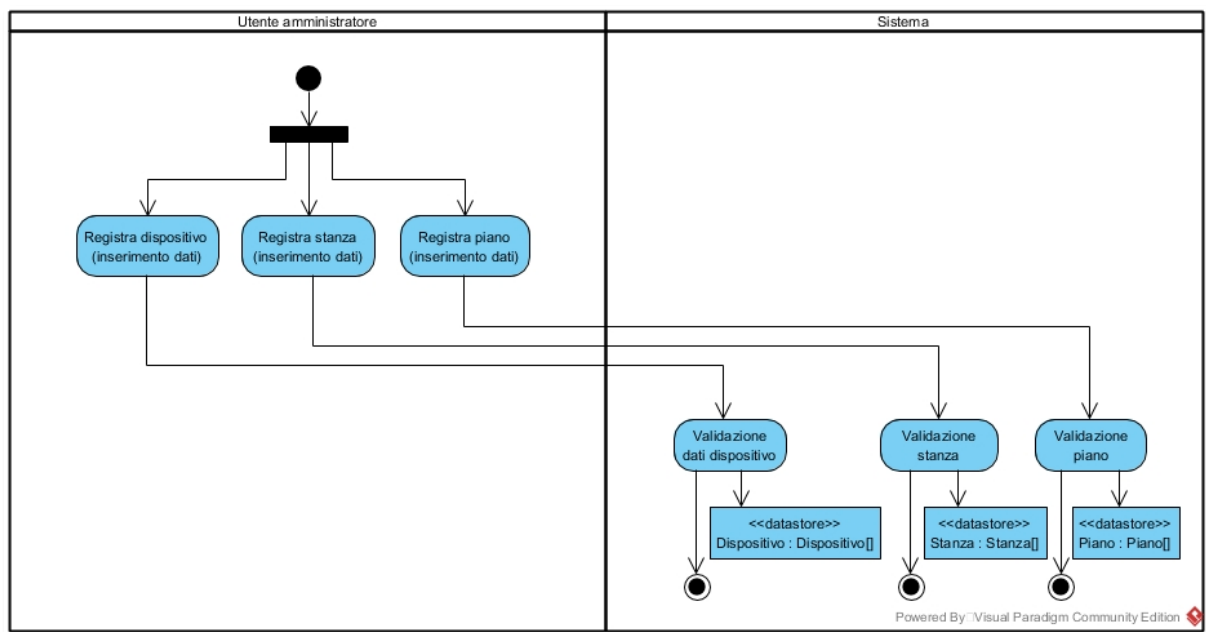 Utente amministratore
Sistema
Registra dispositivo
(inserimento dati)
Registra stanza
(inserimento dati)
Registra piano
(inserimento dati)
Validazione
dati dispositivo
Validazione
stanza
Validazione
piano
<<datastore>>
Dispositivo : Dispositivo[]
<<datastore>>
Stanza : Stanza[]
<<datastore>>
Piano : Piano[]
Powered By Visual Paradigm Community Edition